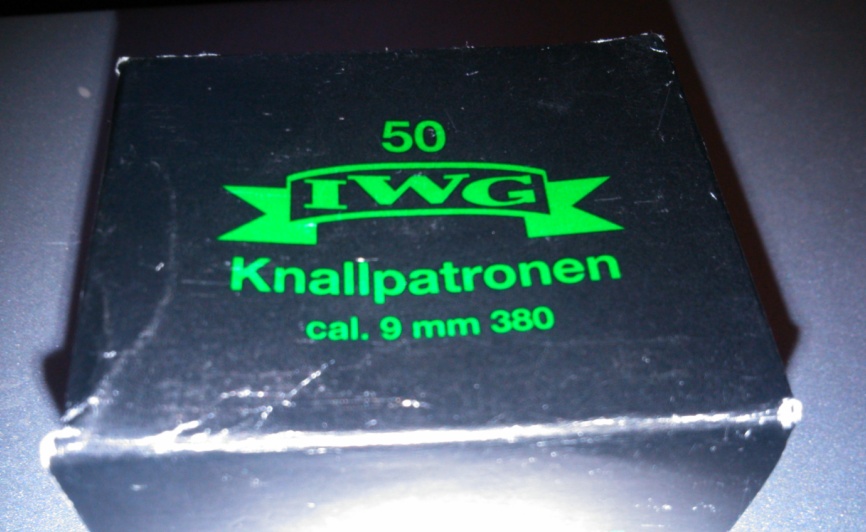 50
IWG
Knallpatronen
cal. 9 mm 380